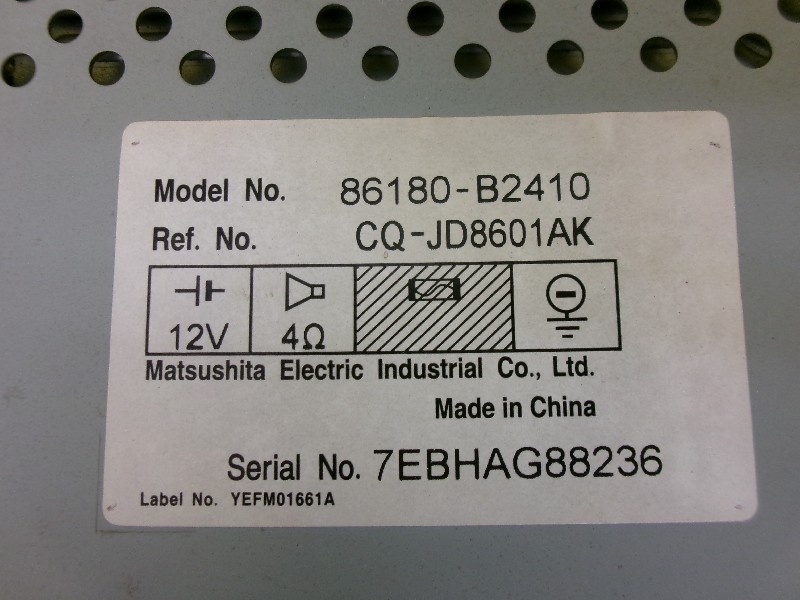 Model No. 86180-B2410
Ref. No. CQ-JD8601AK
12V 4Ω
Matsushita Electric Industrial Co., Ltd.
Made in China
Serial No. 7EBHAG88236
Label No. YEFM01661A